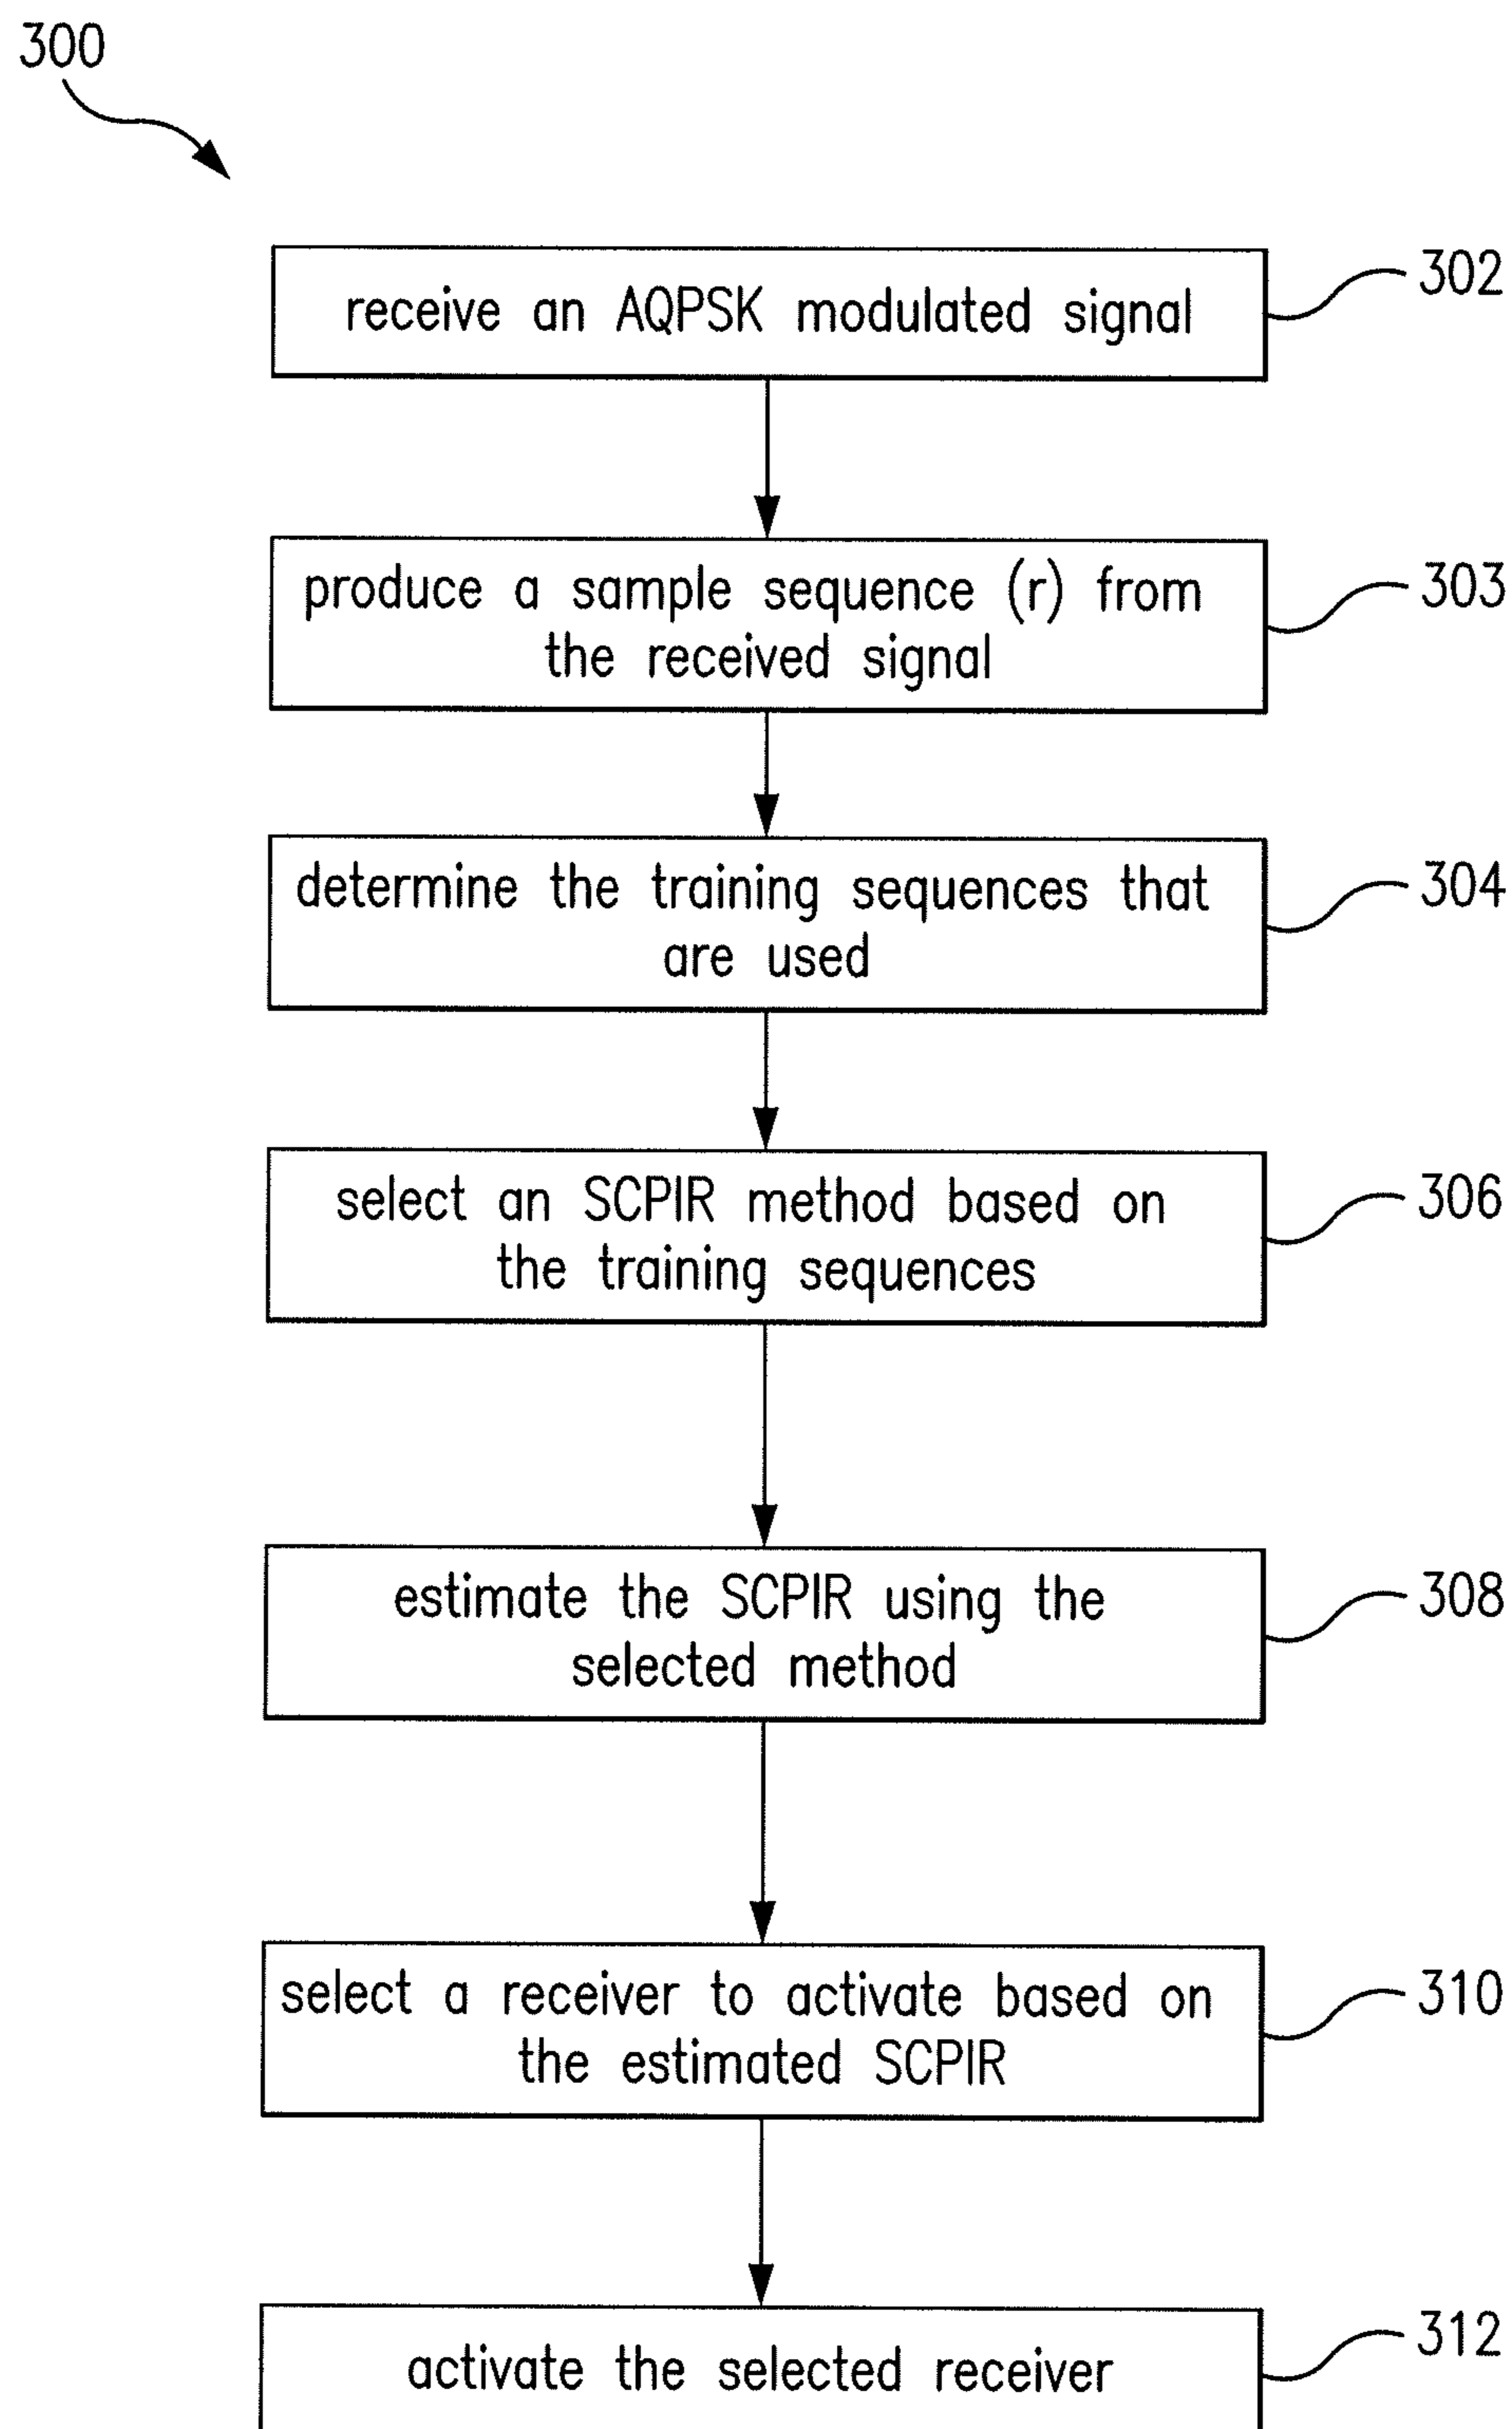 300
receive an AQPSK modulated signal
302
produce a sample sequence (r) from
the received signal
303
determine the training sequences that
are used
304
select an SCPIR method based on
the training sequences
306
estimate the SCPIR using the
selected method
308
select a receiver to activate based on
the estimated SCPIR
310
activate the selected receiver
312